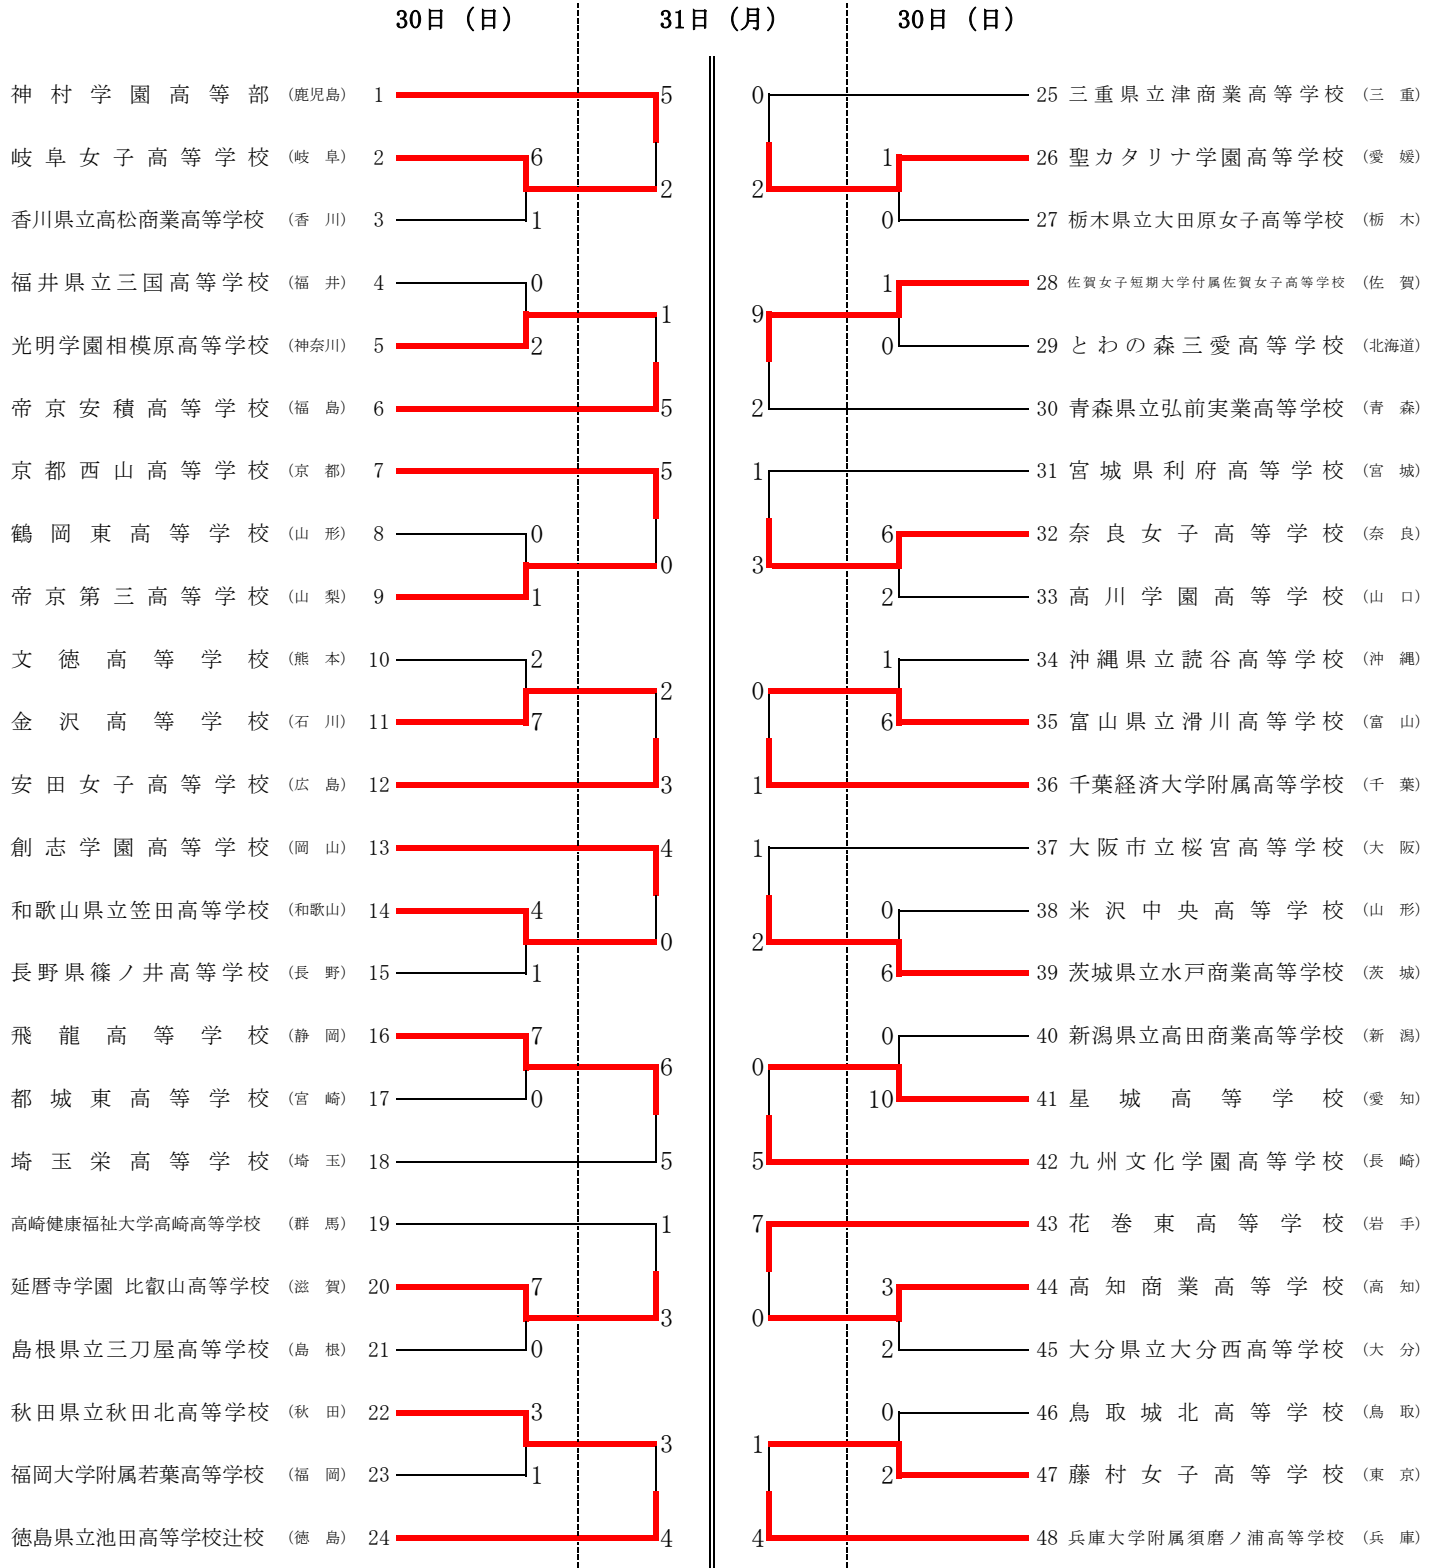 30日（日） 31日（月） 30日（日）
神村学園高等部 （鹿児島） 1 5 0 25 三重県立津商業高等学校 （三 重）
岐阜女子高等学校 （岐 阜） 2 6 1 26 聖カタリナ学園高等学校 （愛 媛）
2 2
香川県立高松商業高等学校 （香 川） 3 1 0 27 栃木県立大田原女子高等学校 （栃 木）
福井県立三国高等学校 （福 井） 4 0 1 28 佐賀女子短期大学付属佐賀女子高等学校 （佐 賀）
1 9
光明学園相模原高等学校 （神奈川） 5 2 0 29 とわの森三愛高等学校 （北海道）
帝京安積高等学校 （福 島） 6 5 2 30 青森県立弘前実業高等学校 （青 森）
京都西山高等学校 （京 都） 7 5 1 31 宮城県利府高等学校 （宮 城）
鶴岡東高等学校 （山 形） 8 0 6 32 奈良女子高等学校 （奈 良）
0 3
帝京第三高等学校 （山 梨） 9 1 2 33 高川学園高等学校 （山 口）
文徳高等学校 （熊 本） 10 2 1 34 沖縄県立読谷高等学校 （沖 縄）
2 0
金沢高等学校 （石 川） 11 7 6 35 富山県立滑川高等学校 （富 山）
安田女子高等学校 （広 島） 12 3 1 36 千葉経済大学附属高等学校 （千 葉）
創志学園高等学校 （岡 山） 13 4 1 37 大阪市立桜宮高等学校 （大 阪）
和歌山県立笠田高等学校 （和歌山） 14 4 0 38 米沢中央高等学校 （山 形）
0 2
長野県篠ノ井高等学校 （長 野） 15 1 6 39 茨城県立水戸商業高等学校 （茨 城）
飛龍高等学校 （静 岡） 16 7 0 40 新潟県立高田商業高等学校 （新 潟）
6 0
都城東高等学校 （宮 崎） 17 0 10 41 星城高等学校 （愛 知）
埼玉栄高等学校 （埼 玉） 18 5 5 42 九州文化学園高等学校 （長 崎）
高崎健康福祉大学高崎高等学校 （群 馬） 19 1 7 43 花巻東高等学校 （岩 手）
延暦寺学園 比叡山高等学校 （滋 賀） 20 7 3 44 高知商業高等学校 （高 知）
3 0
島根県立三刀屋高等学校 （島 根） 21 0 2 45 大分県立大分西高等学校 （大 分）
秋田県立秋田北高等学校 （秋 田） 22 3 0 46 鳥取城北高等学校 （鳥 取）
3 1
福岡大学附属若葉高等学校 （福 岡） 23 1 2 47 藤村女子高等学校 （東 京）
徳島県立池田高等学校辻校 （徳 島） 24 4 4 48 兵庫大学附属須磨ノ浦高等学校 （兵 庫）